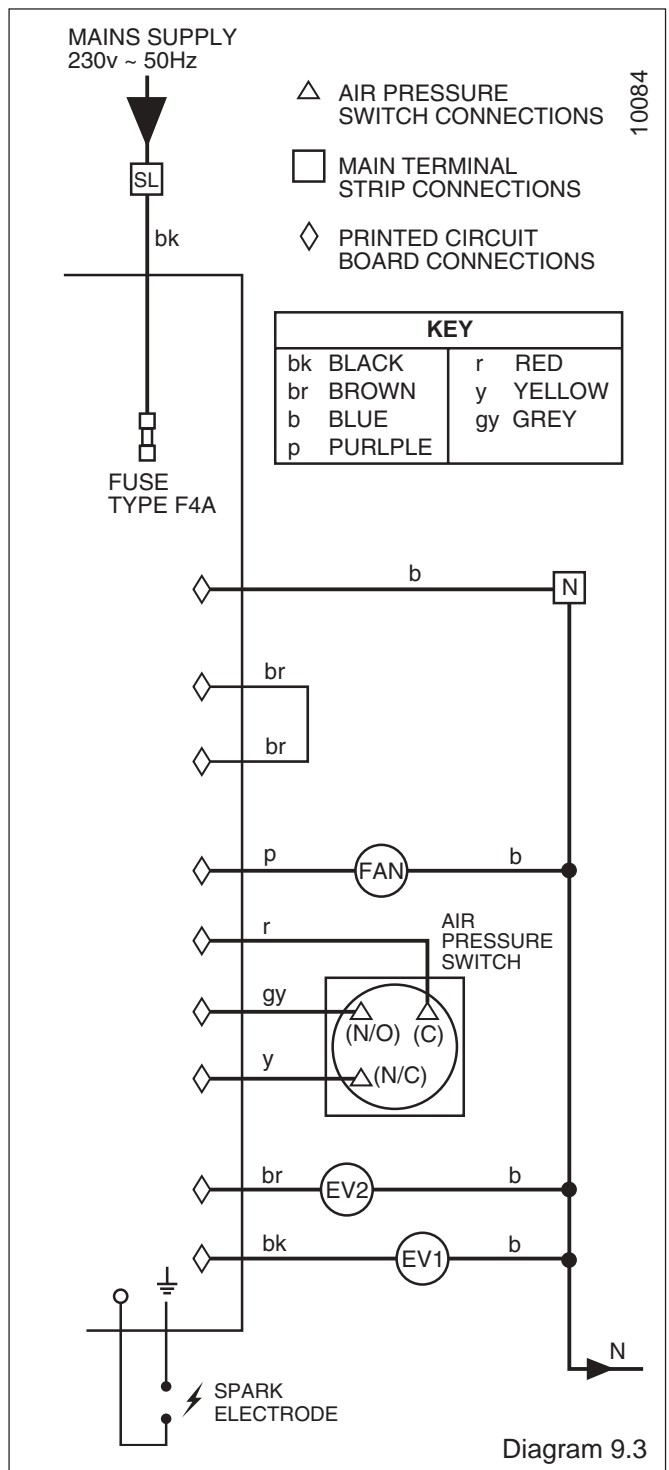 MAINS SUPPLY
230v ~ 50Hz
AIR PRESSURE
SWITCH CONNECTIONS
10084
SL
MAIN TERMINAL
STRIP CONNECTIONS
bk
PRINTED CIRCUIT
BOARD CONNECTIONS
KEY
bk BLACK
r RED
br BROWN
y YELLOW
b BLUE
gy GREY
p PURLPLE
FUSE
TYPE F4A
b
N
br
br
p
FAN
b
r
AIR
PRESSURE
SWITCH
gy
(N/O) (C)
y
(N/C)
br
EV2
b
bk
EV1
b
N
SPARK
ELECTRODE
Diagram 9.3